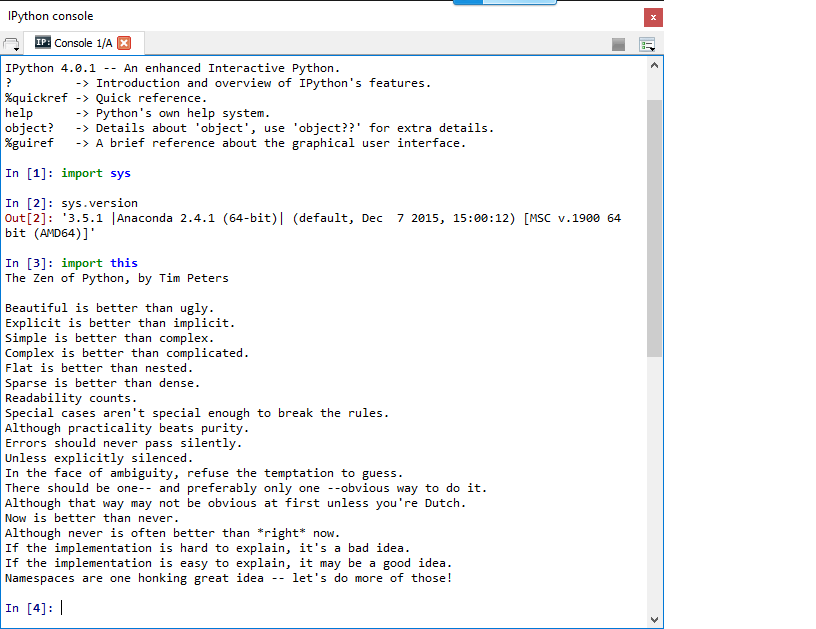 IPython console
IP: Console 1/A
IPython 4.0.1 -- An enhanced Interactive Python.
?         -> Introduction and overview of IPython's features.
%quickref -> Quick reference.
help      -> Python's own help system.
object?   -> Details about 'object', use 'object??' for extra details.
%guiref   -> A brief reference about the graphical user interface.
In [1]: import sys
In [2]: sys.version
Out[2]: '3.5.1 |Anaconda 2.4.1 (64-bit)| (default, Dec  7 2015, 15:00:12) [MSC v.1900 64
bit (AMD64)]'
In [3]: import this
The Zen of Python, by Tim Peters
Beautiful is better than ugly.
Explicit is better than implicit.
Simple is better than complex.
Complex is better than complicated.
Flat is better than nested.
Sparse is better than dense.
Readability counts.
Special cases aren't special enough to break the rules.
Although practicality beats purity.
Errors should never pass silently.
Unless explicitly silenced.
In the face of ambiguity, refuse the temptation to guess.
There should be one-- and preferably only one --obvious way to do it.
Although that way may not be obvious at first unless you're Dutch.
Now is better than never.
Although never is often better than *right* now.
If the implementation is hard to explain, it's a bad idea.
If the implementation is easy to explain, it may be a good idea.
Namespaces are one honking great idea -- let's do more of those!
In [4]: